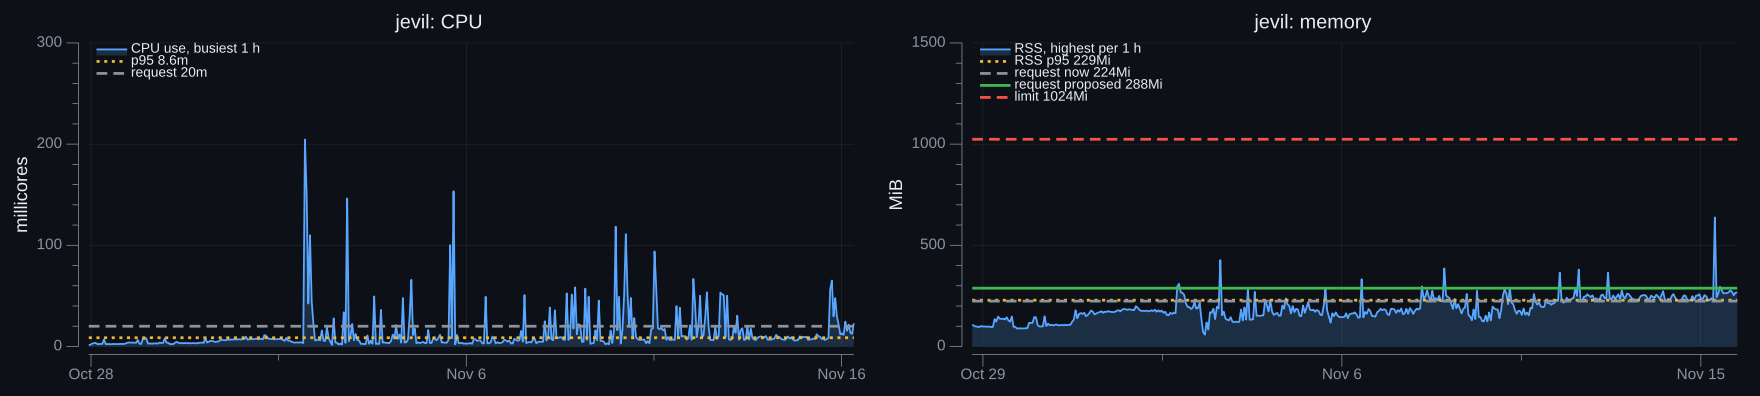 jevil: CPU
300
200
100
0
millicores
CPU use, busiest 1 h
p95 8.6m
request 20m
Oct 28
Nov 6
Nov 16
jevil: memory
1500
1000
500
0
MiB
RSS, highest per 1 h
RSS p95 229Mi
request now 224Mi
request proposed 288Mi
limit 1024Mi
Oct 29
Nov 6
Nov 15